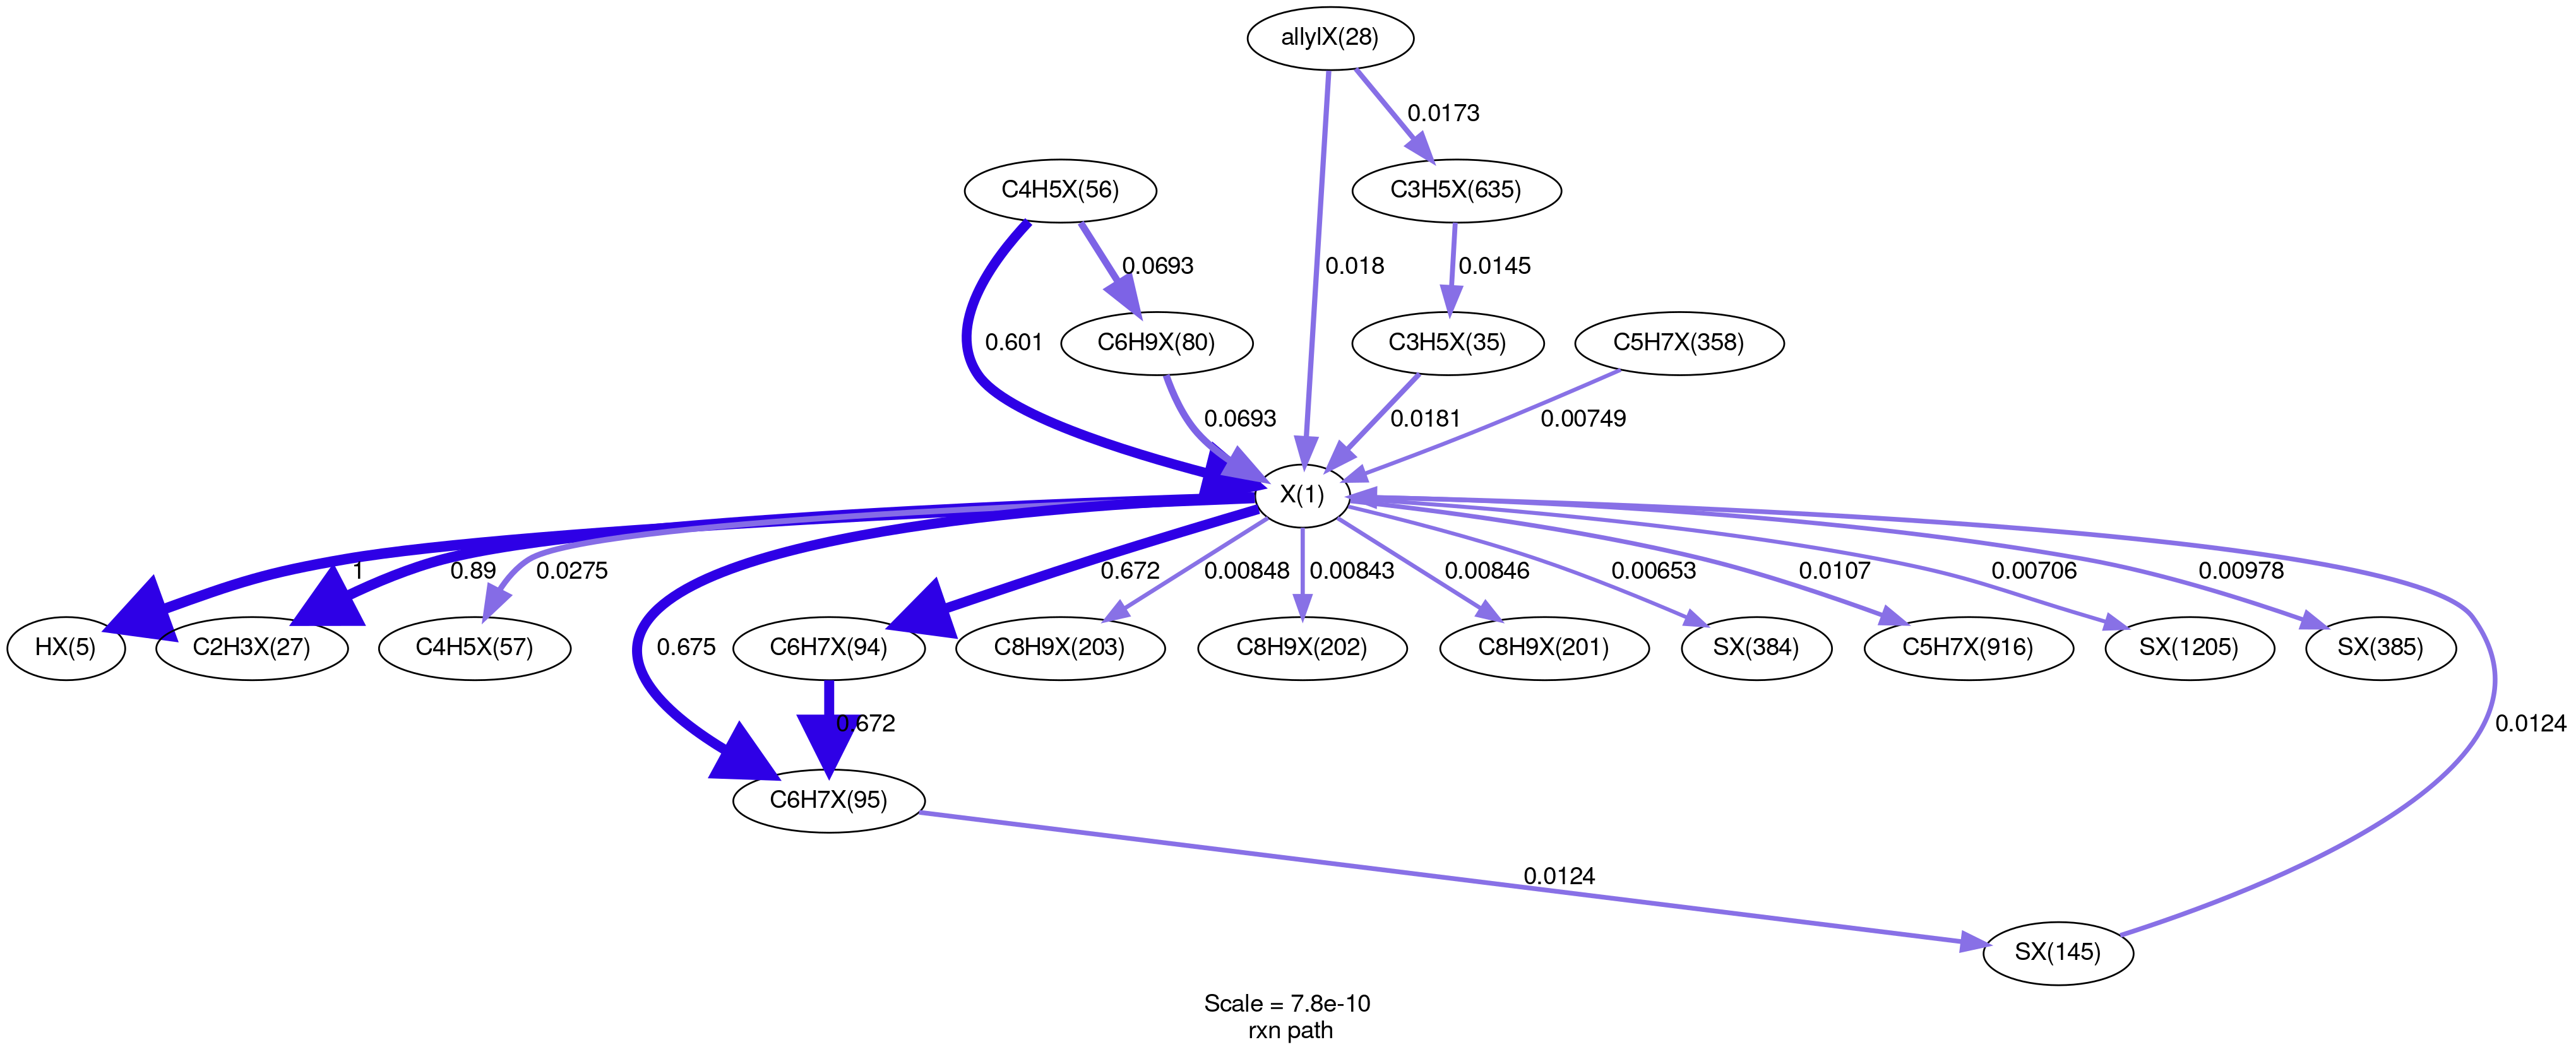 allylX(28)
0.0173
C4H5X(56)
C3H5X(635)
0.0693
0.018
0.0145
0.601
C6H9X(80)
C3H5X(35)
C5H7X(358)
0.0693
0.0181
0.00749
X(1)
1
0.89
0.0275
0.672
0.00848
0.00843
0.00846
0.00653
0.0107
0.00706
0.00978
HX(5)
C2H3X(27)
C4H5X(57)
0.675
C6H7X(94)
C8H9X(203)
C8H9X(202)
C8H9X(201)
SX(384)
C5H7X(916)
SX(1205)
SX(385)
0.672
0.0124
C6H7X(95)
0.0124
SX(145)
Scale = 7.8e-10
rxn path